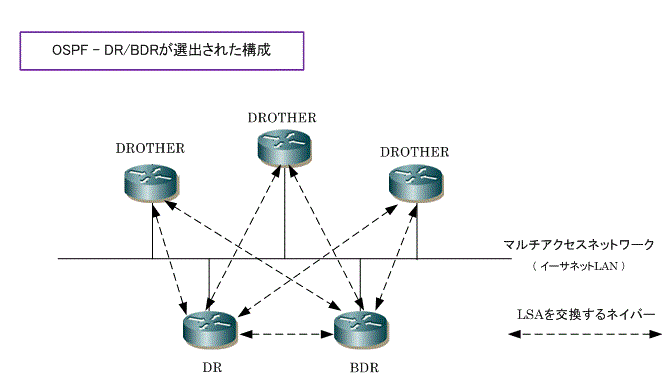 OSPF - DR/BDRが選出された構成
DROTHER
DROTHER
DROTHER
マルチアクセスネットワーク
( イーサネットLAN )
LSAを交換するネイバー
DR
BDR